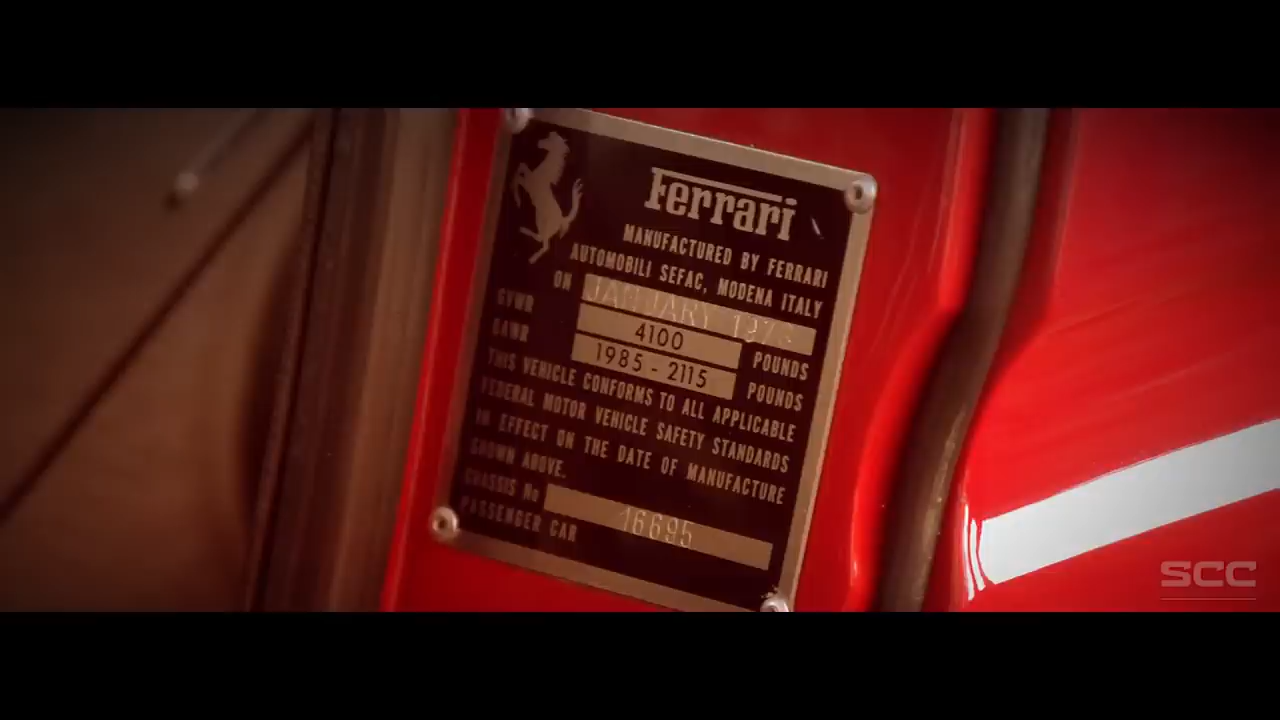 Ferrari
MANUFACTURED BY FERRARI
AUTOMOBILI SEFAC, MODENA ITALY
ON JANUARY
GVWR 4100 POUNDS
GAWR 1985 - 2115 POUNDS
THIS VEHICLE CONFORMS TO ALL APPLICABLE
FEDERAL MOTOR VEHICLE SAFETY STANDARDS
IN EFFECT ON THE DATE OF MANUFACTURE
SHOWN ABOVE.
CHASSIS No 16695
PASSENGER CAR
SCC